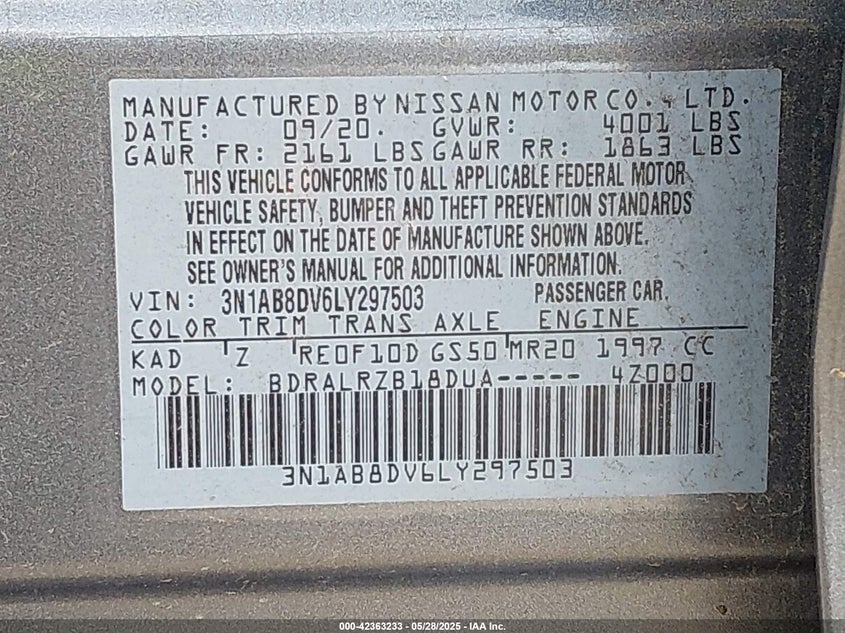 MANUFACTURED BY NISSAN MOTOR CO., LTD.
DATE: 09/20. GVWR: 4001 LBS
GAWR FR: 2161 LBS GAWR RR: 1863 LBS
THIS VEHICLE CONFORMS TO ALL APPLICABLE FEDERAL MOTOR
VEHICLE SAFETY, BUMPER AND THEFT PREVENTION STANDARDS
IN EFFECT ON THE DATE OF MANUFACTURE SHOWN ABOVE.
SEE OWNER'S MANUAL FOR ADDITIONAL INFORMATION.
VIN: 3N1AB8DV6LY297503 PASSENGER CAR.
COLOR TRIM TRANS AXLE ENGINE
KAD Z RE0F10D GS50 MR20 1997 CC
MODEL: BDRALRZB18DUA----- 4Z000
3N1AB8DV6LY297503
000-42363233 - 05/28/2025 - IAA Inc.